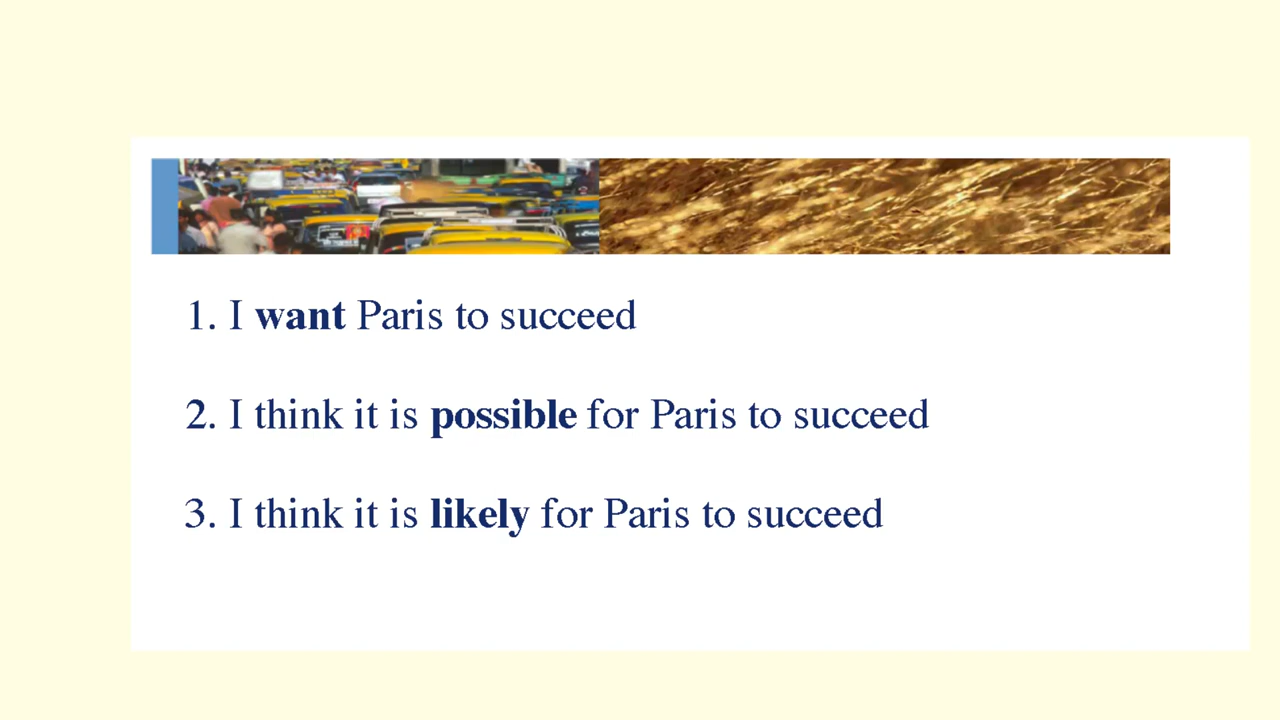 1. I want Paris to succeed
2. I think it is possible for Paris to succeed
3. I think it is likely for Paris to succeed